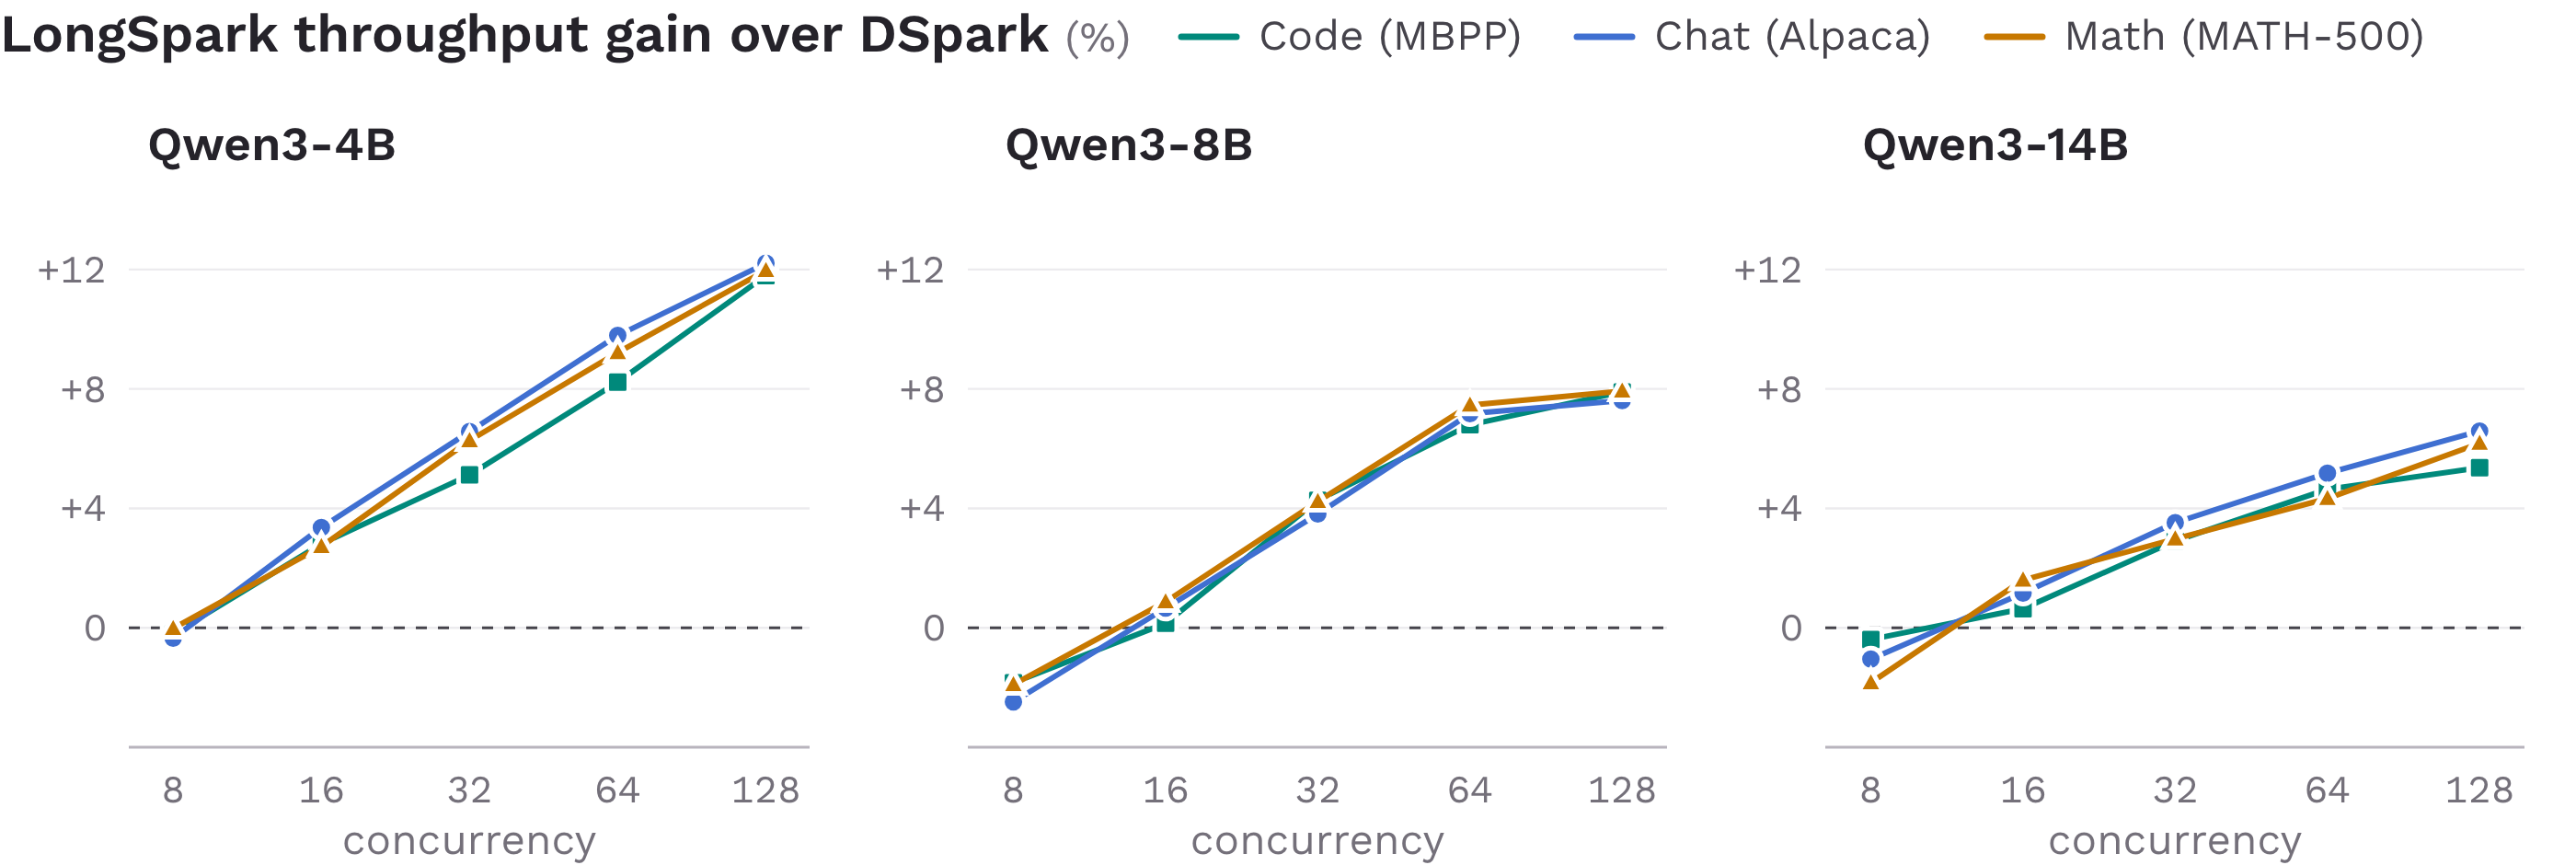 LongSpark throughput gain over DSpark (%) Code (MBPP) Chat (Alpaca) Math (MATH-500)
Qwen3-4B
+12
+8
+4
0
8 16 32 64 128
concurrency
Qwen3-8B
+12
+8
+4
0
8 16 32 64 128
concurrency
Qwen3-14B
+12
+8
+4
0
8 16 32 64 128
concurrency